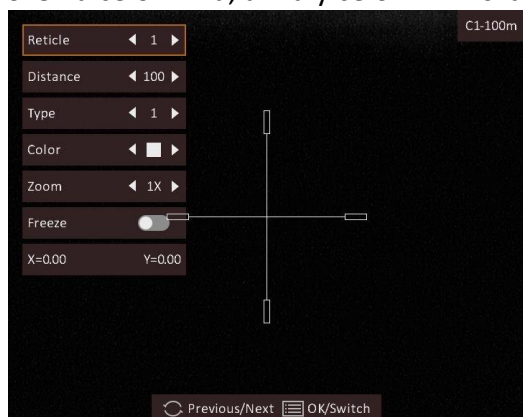 C1-100m
Reticle 1
Distance 100
Type 1
Color
Zoom 1X
Freeze
X=0.00 Y=0.00
Previous/Next OK/Switch